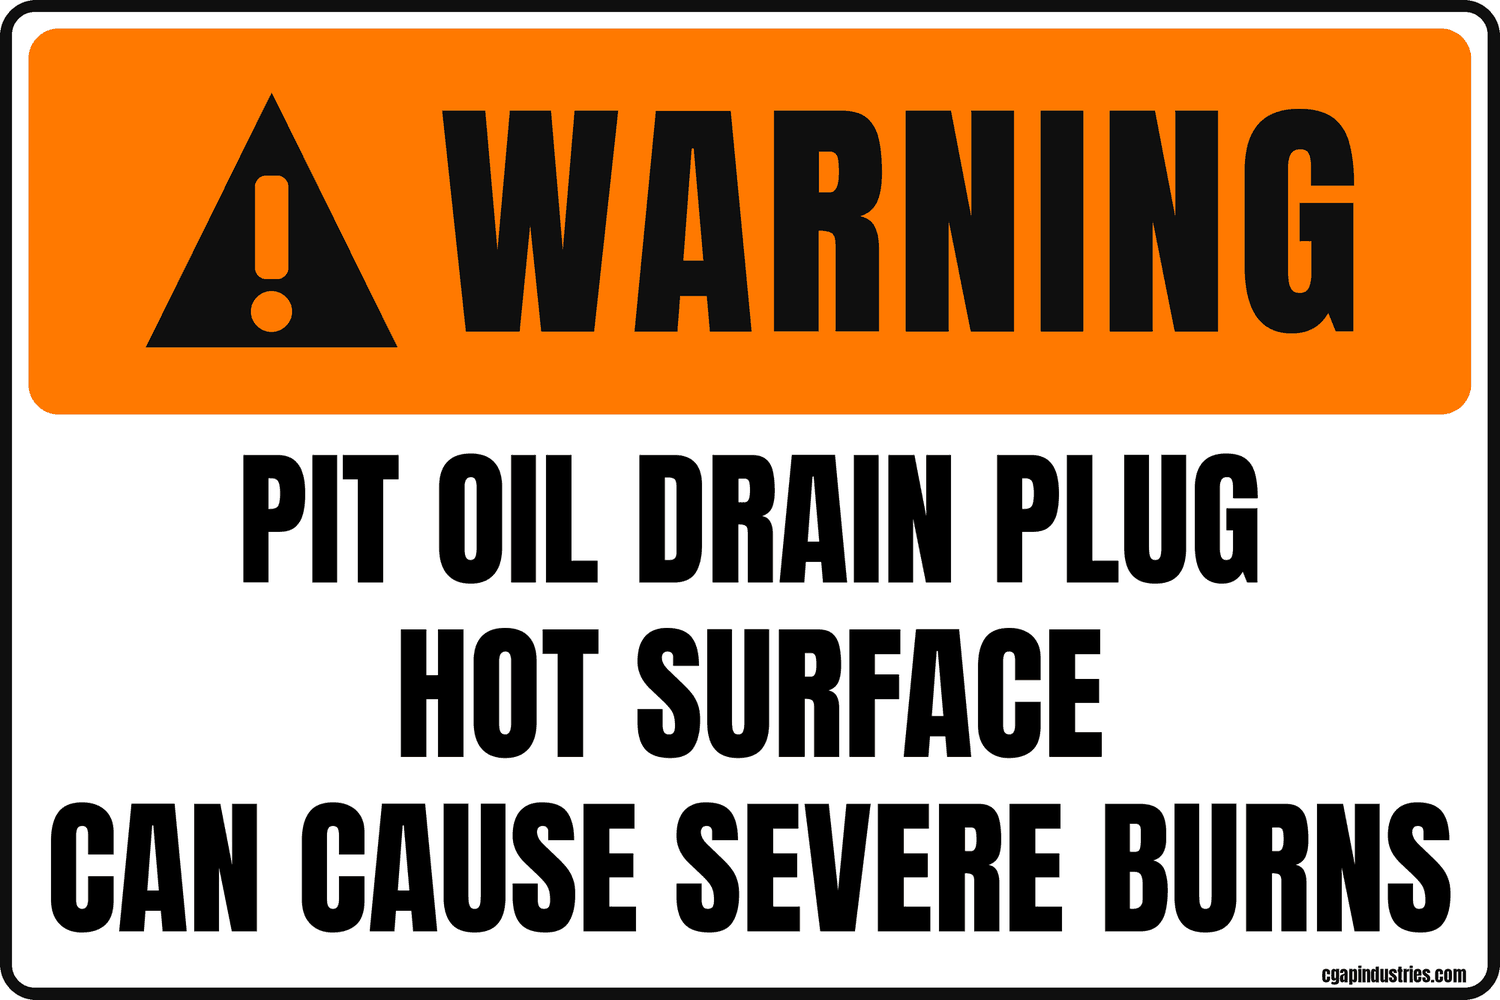 WARNING
PIT OIL DRAIN PLUG
HOT SURFACE
CAN CAUSE SEVERE BURNS
cgapindustries.com